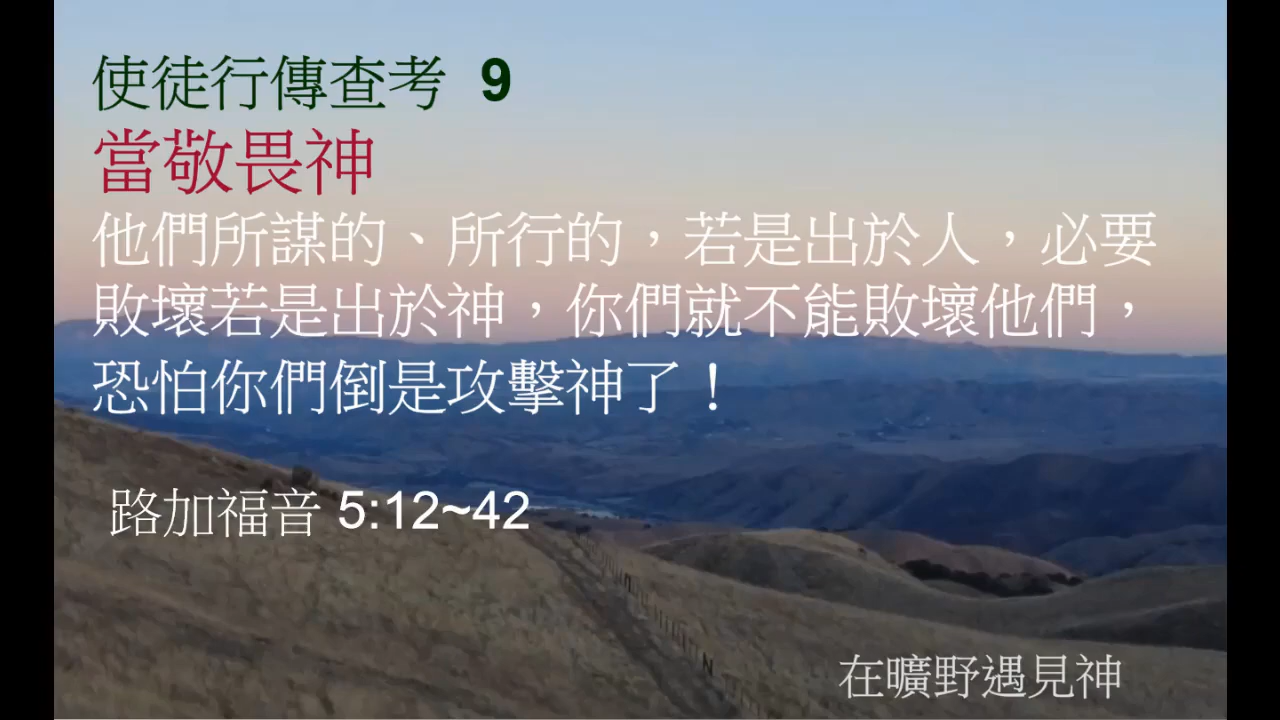 使徒行傳查考 9
當敬畏神
他們所謀的、所行的，若是出於人，必要
敗壞若是出於神，你們就不能敗壞他們，
恐怕你們倒是攻擊神了！
路加福音 5:12~42
在曠野遇見神